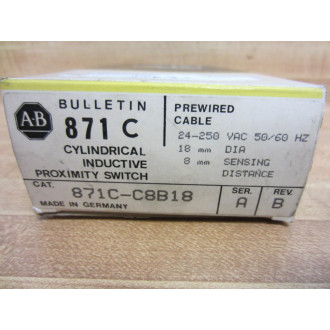 A-B
BULLETIN
871 C
CYLINDRICAL
INDUCTIVE
PROXIMITY SWITCH
PREWIRED
CABLE
24-250 VAC 50/60 HZ
18 mm DIA
8 mm SENSING
DISTANCE
CAT.
871C-C8B18
MADE IN GERMANY
SER.
A
REV.
B